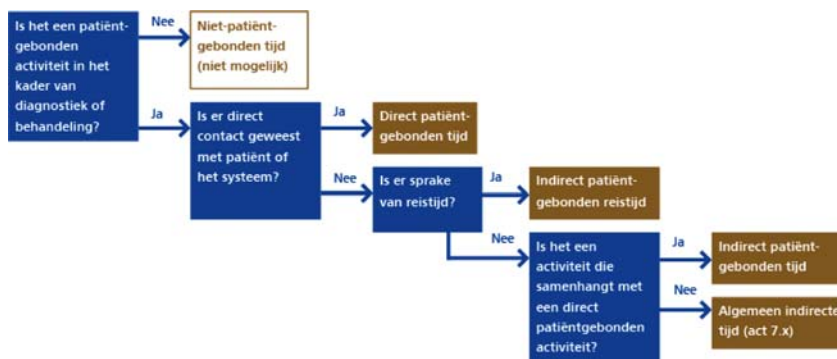 Is het een patiënt-
gebonden
activiteit in het
kader van
diagnostiek of
behandeling?
Nee
Niet-patiënt-
gebonden tijd
(niet mogelijk)
Ja
Is er direct
contact geweest
met patiënt of
het systeem?
Ja
Direct patiënt-
gebonden tijd
Nee
Is er sprake
van reistijd?
Ja
Indirect patiënt-
gebonden reistijd
Nee
Is het een
activiteit die
samenhangt met
een direct
patiëntgebonden
activiteit?
Ja
Indirect patiënt-
gebonden tijd
Nee
Algemeen indirecte
tijd (act 7.x)